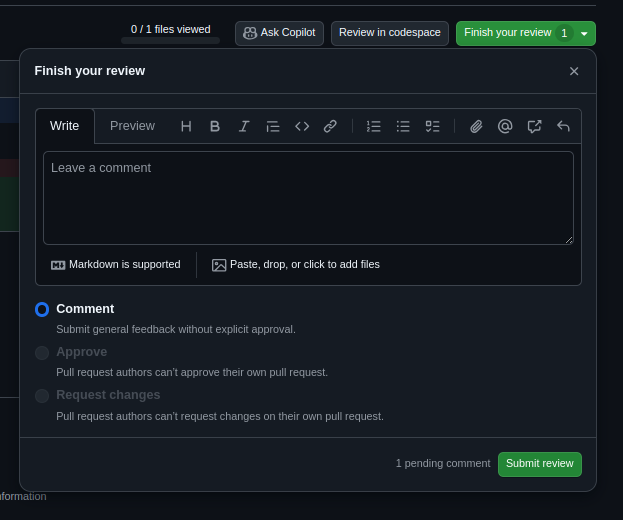 0 / 1 files viewed
Ask Copilot
Review in codespace
Finish your review 1
Finish your review
Write
Preview
Leave a comment
Markdown is supported
Paste, drop, or click to add files
Comment
Submit general feedback without explicit approval.
Approve
Pull request authors can't approve their own pull request.
Request changes
Pull request authors can't request changes on their own pull request.
1 pending comment
Submit review